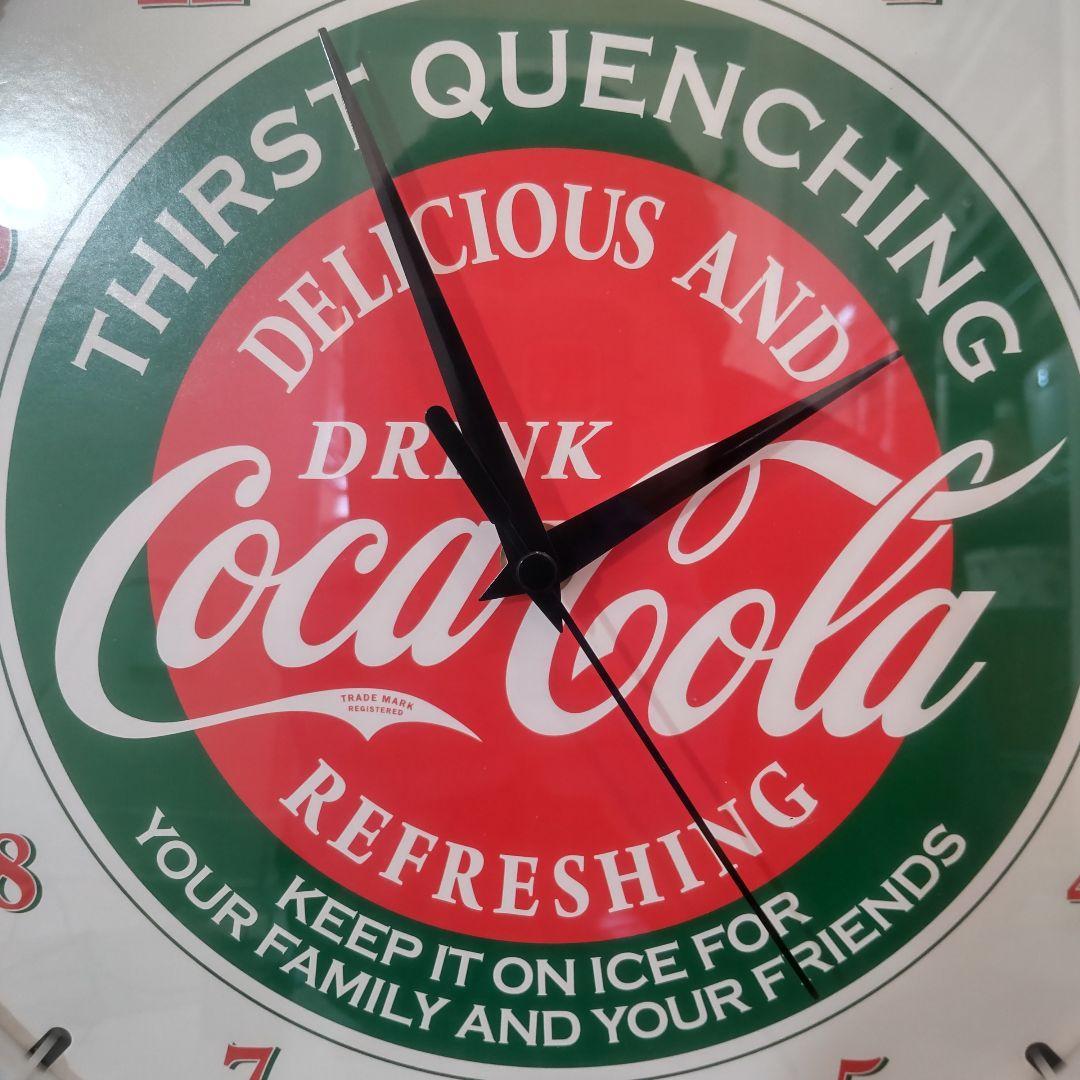 THIRST QUENCHING
DELICIOUS AND
DRINK
Coca-Cola
TRADE MARK
REGISTERED
REFRESHING
KEEP IT ON ICE FOR
YOUR FAMILY AND YOUR FRIENDS
8
7
5